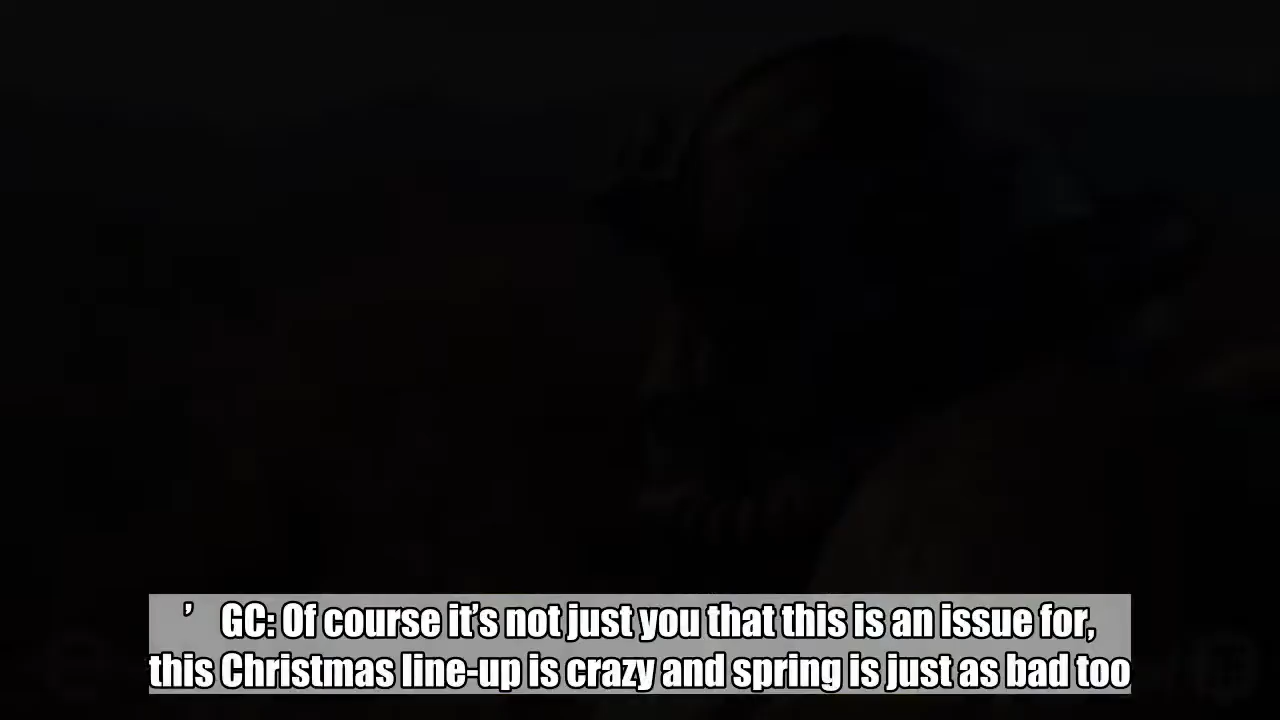 ’ GC: Of course it’s not just you that this is an issue for,
this Christmas line-up is crazy and spring is just as bad too